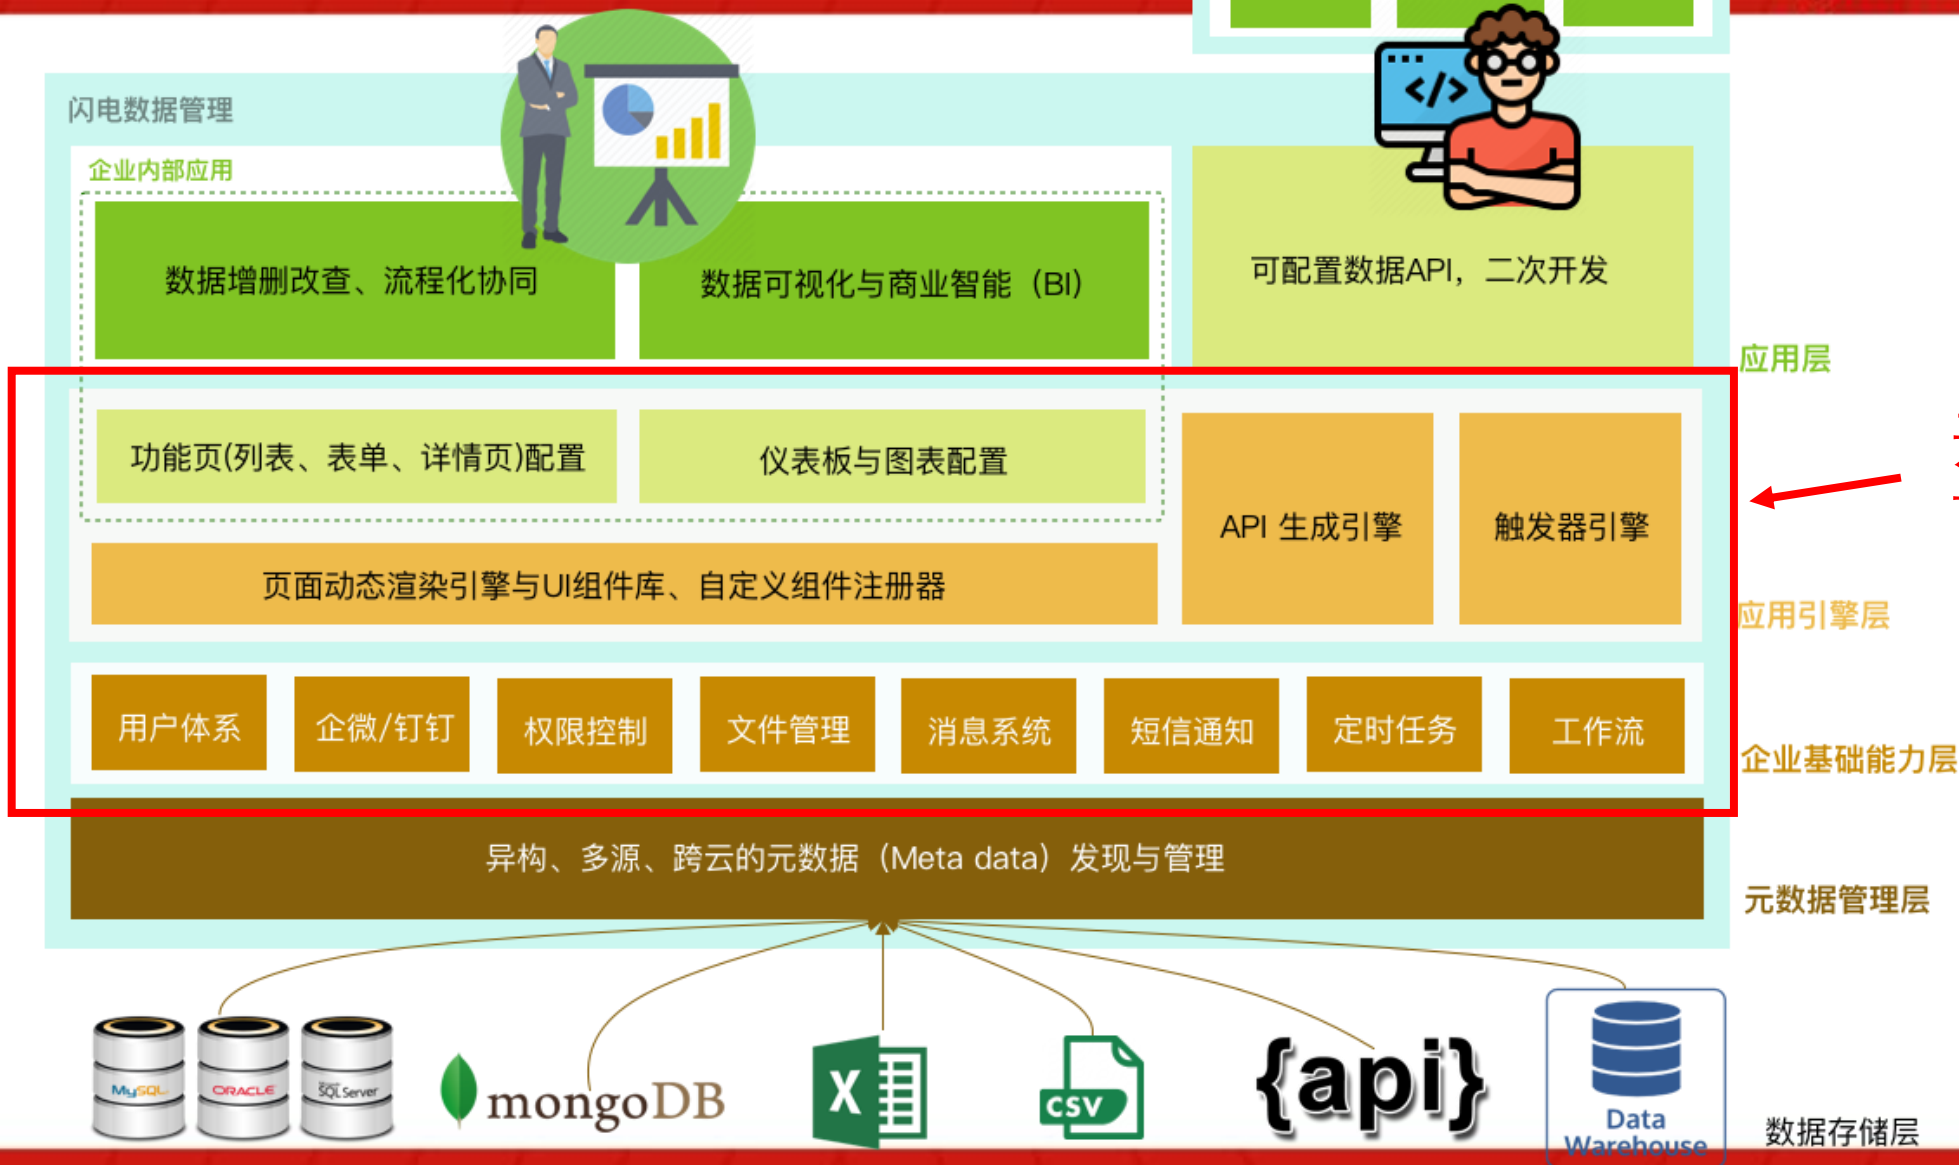 闪电数据管理
企业内部应用
数据增删改查、流程化协同
数据可视化与商业智能（BI）
</>
可配置数据API，二次开发
应用层
功能页(列表、表单、详情页)配置
仪表板与图表配置
API 生成引擎
触发器引擎
页面动态渲染引擎与UI组件库、自定义组件注册器
应用引擎层
用户体系
企微/钉钉
权限控制
文件管理
消息系统
短信通知
定时任务
工作流
企业基础能力层
异构、多源、跨云的元数据（Meta data）发现与管理
元数据管理层
MySQL
ORACLE
SQL Server
mongoDB
X
CSV
{api}
Data
Warehouse
数据存储层